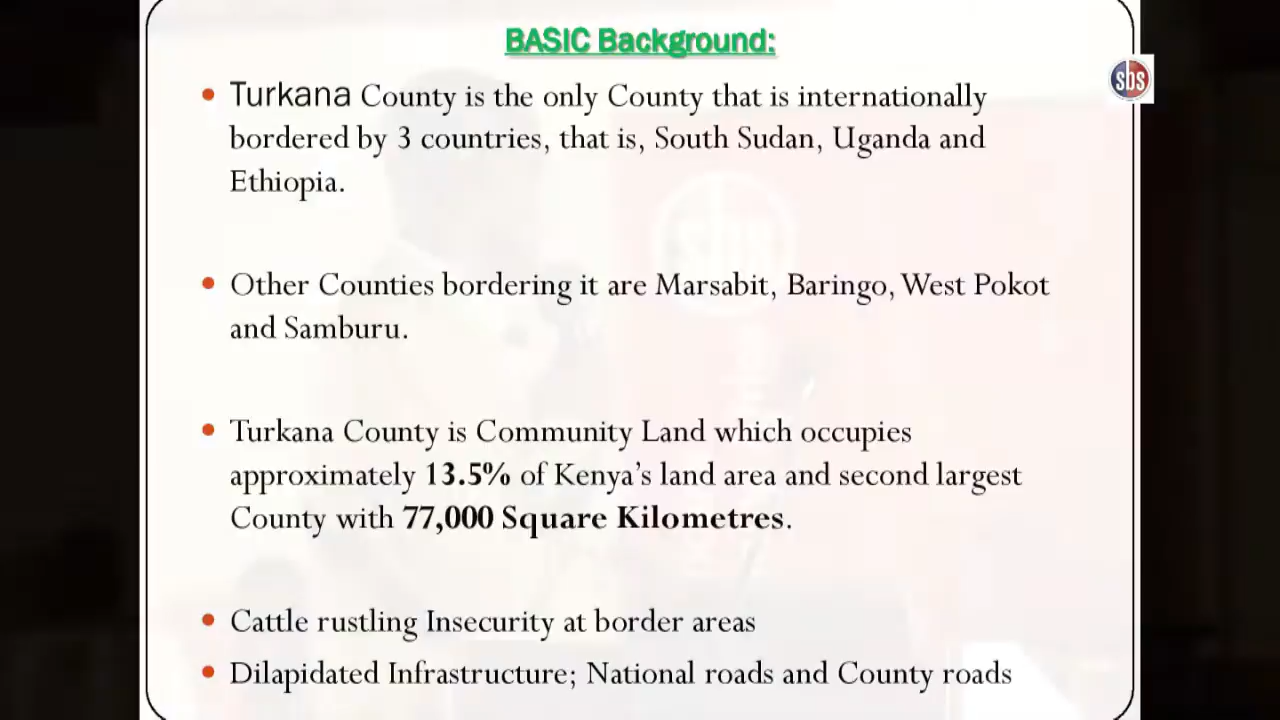 BASIC Background:
sbs
• Turkana County is the only County that is internationally
bordered by 3 countries, that is, South Sudan, Uganda and
Ethiopia.
• Other Counties bordering it are Marsabit, Baringo, West Pokot
and Samburu.
• Turkana County is Community Land which occupies
approximately 13.5% of Kenya’s land area and second largest
County with 77,000 Square Kilometres.
• Cattle rustling Insecurity at border areas
• Dilapidated Infrastructure; National roads and County roads